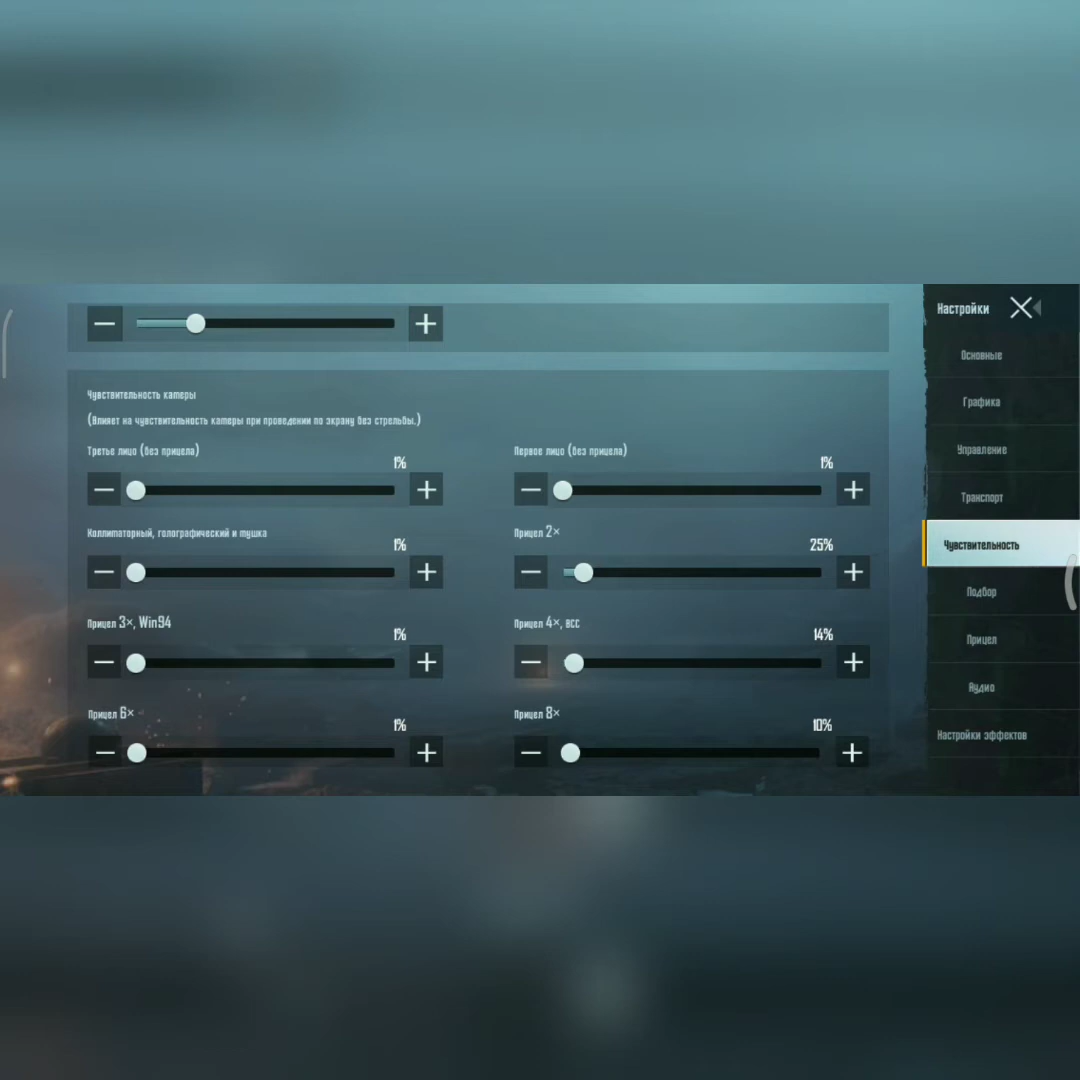 Настройки
Основные
Графика
Управление
Транспорт
Чувствительность
Подбор
Прицел
Аудио
Настройки эффектов
Чувствительность камеры
(Влияет на чувствительность камеры при проведении по экрану без стрельбы.)
Третье лицо (без прицела)
1%
Первое лицо (без прицела)
1%
Коллиматорный, голографический и мушка
1%
Прицел 2×
25%
Прицел 3×, Win94
1%
Прицел 4×, ВСС
14%
Прицел 6×
1%
Прицел 8×
10%